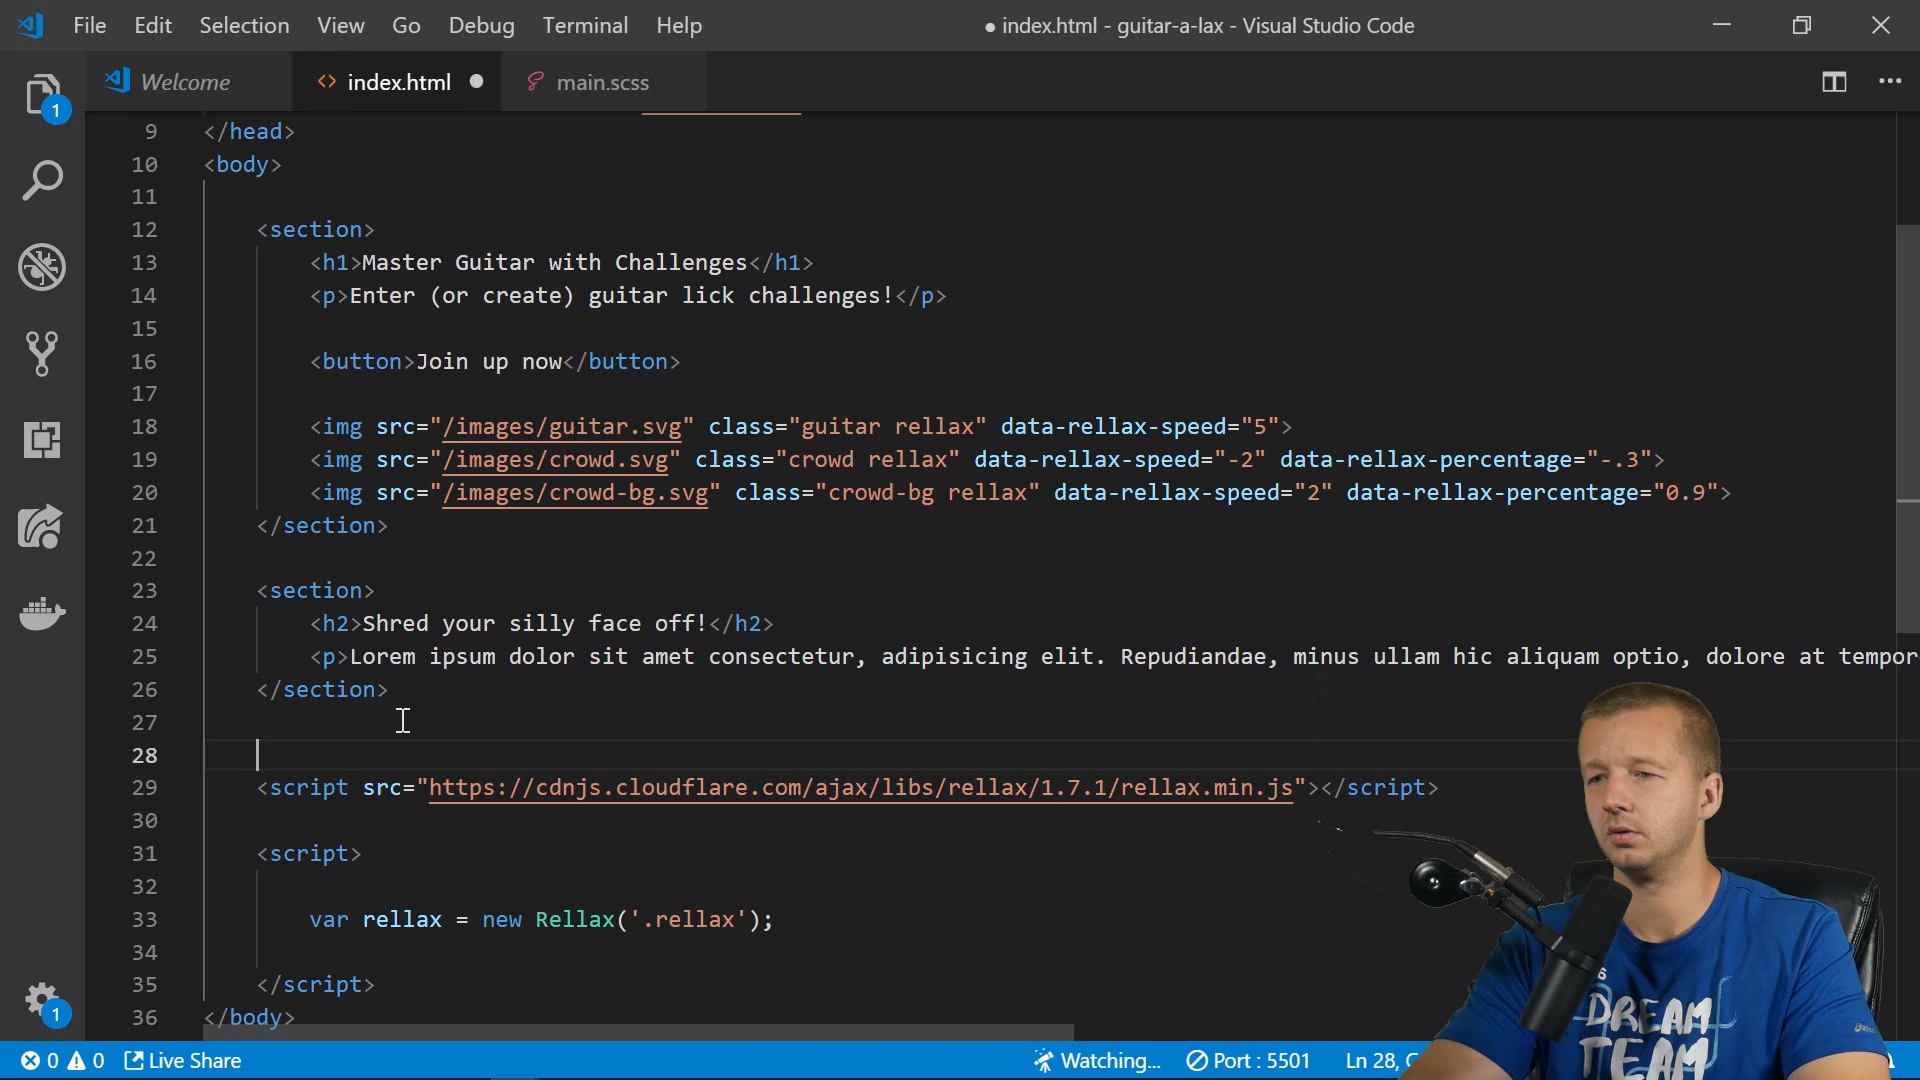 File Edit Selection View Go Debug Terminal Help
● index.html - guitar-a-lax - Visual Studio Code
Welcome
index.html
main.scss
1
9 </head>
10 <body>
11
12 <section>
13 <h1>Master Guitar with Challenges</h1>
14 <p>Enter (or create) guitar lick challenges!</p>
15
16 <button>Join up now</button>
17
18 <img src="/images/guitar.svg" class="guitar rellax" data-rellax-speed="5">
19 <img src="/images/crowd.svg" class="crowd rellax" data-rellax-speed="-2" data-rellax-percentage="-.3">
20 <img src="/images/crowd-bg.svg" class="crowd-bg rellax" data-rellax-speed="2" data-rellax-percentage="0.9">
21 </section>
22
23 <section>
24 <h2>Shred your silly face off!</h2>
25 <p>Lorem ipsum dolor sit amet consectetur, adipisicing elit. Repudiandae, minus ullam hic aliquam optio, dolore at tempor
26 </section>
27
28
29 <script src="https://cdnjs.cloudflare.com/ajax/libs/rellax/1.7.1/rellax.min.js"></script>
30
31 <script>
32
33 var rellax = new Rellax('.rellax');
34
35 </script>
36 </body>
1
0 0 Live Share
Watching... Port : 5501 Ln 28,
DREAM
TEAM